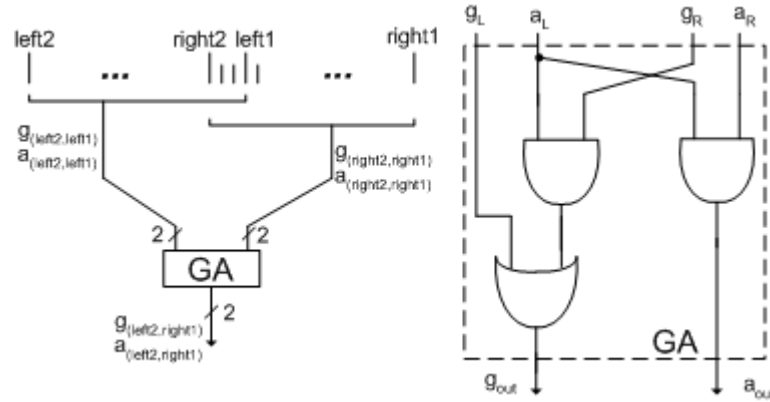 left2 right2 left1 right1
... ...
g(left2,left1)
a(left2,left1)
g(right2,right1)
a(right2,right1)
2 2
GA
2
g(left2,right1)
a(left2,right1)
gL aL gR aR
GA
gout aou